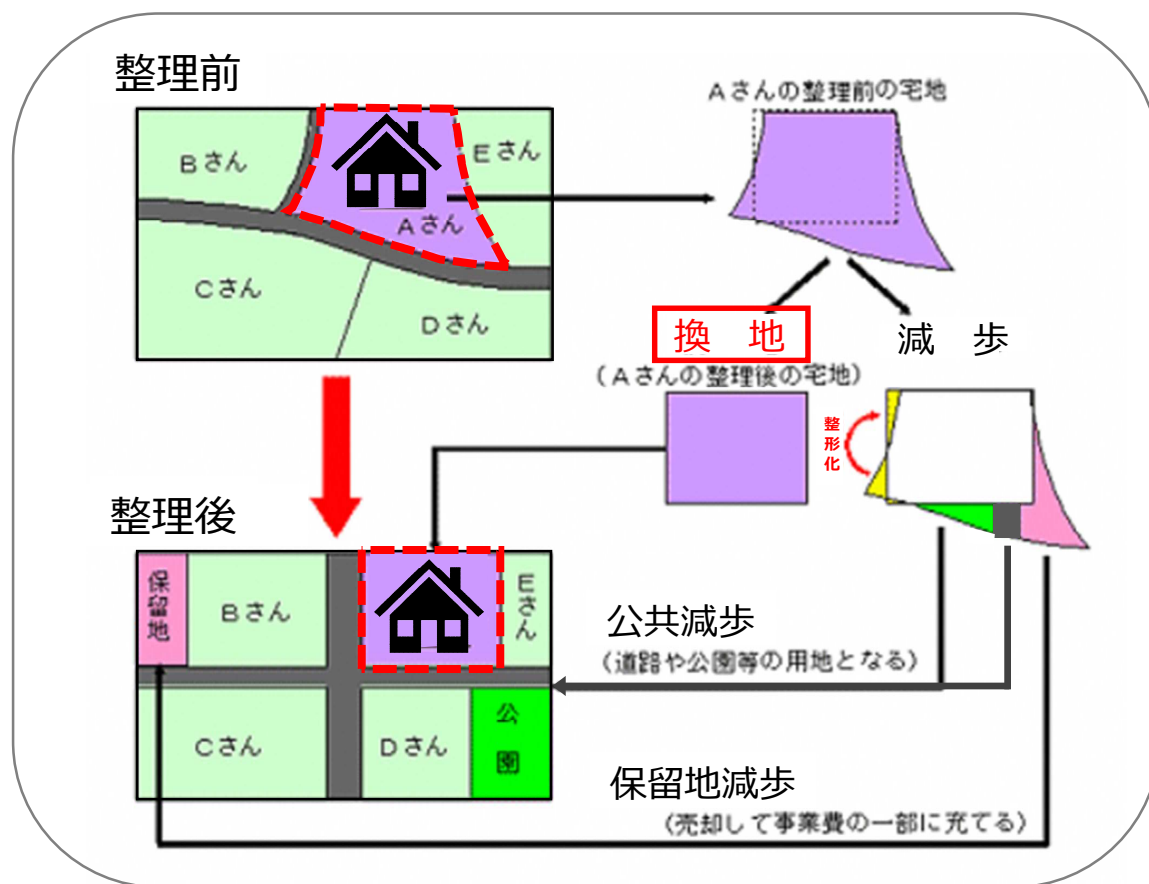 整理前
Bさん
Eさん
Aさん
Cさん
Dさん
Aさんの整理前の宅地
換 地
減 歩
(Aさんの整理後の宅地)
整形化
整理後
保留地
Bさん
Eさん
Cさん
Dさん
公園
公共減歩
(道路や公園等の用地となる)
保留地減歩
(売却して事業費の一部に充てる)